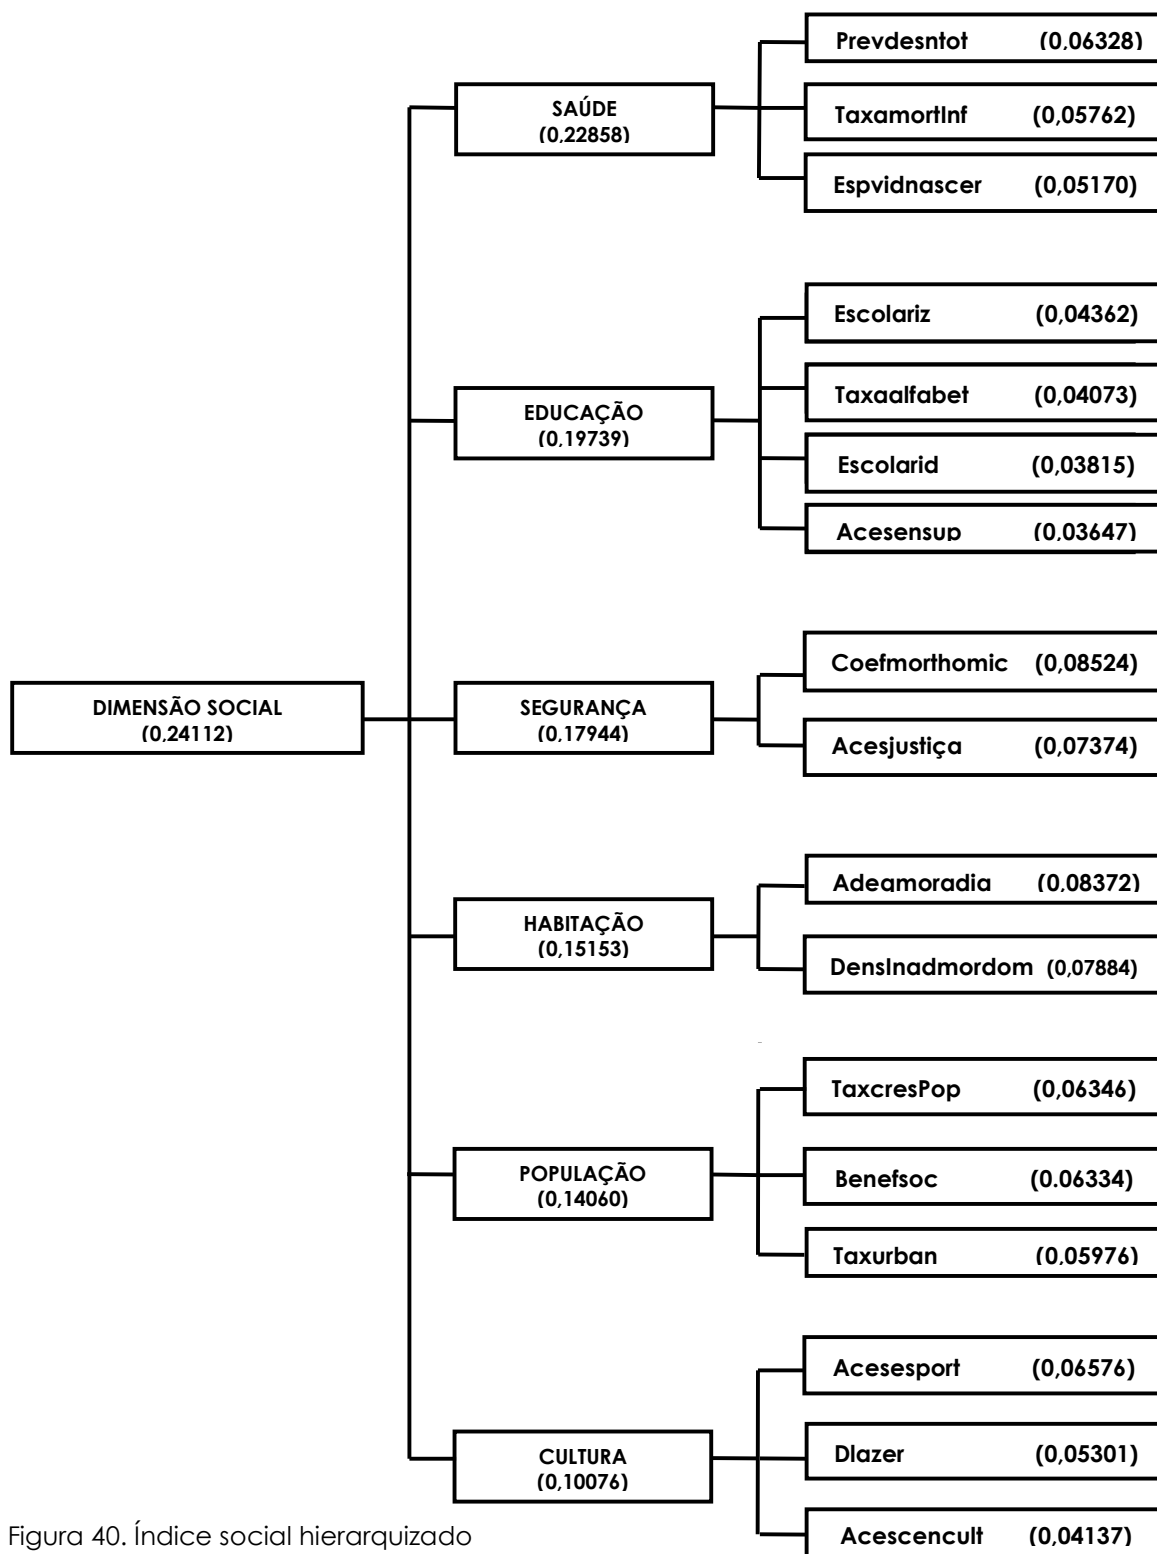 Prevdesntot (0,06328)
SAÚDE
(0,22858)
TaxamortInf (0,05762)
Espvidnascer (0,05170)
Escolariz (0,04362)
Taxaalfabet (0,04073)
EDUCAÇÃO
(0,19739)
Escolarid (0,03815)
Acesensup (0,03647)
Coefmorthomic (0,08524)
DIMENSÃO SOCIAL
(0,24112)
SEGURANÇA
(0,17944)
Acesjustiça (0,07374)
Adeqmoradia (0,08372)
HABITAÇÃO
(0,15153)
DensInadmordom (0,07884)
TaxcresPop (0,06346)
POPULAÇÃO
(0,14060)
Benefsoc (0.06334)
Taxurban (0,05976)
Acesesport (0,06576)
CULTURA
(0,10076)
Dlazer (0,05301)
Acescencult (0,04137)
Figura 40. Índice social hierarquizado